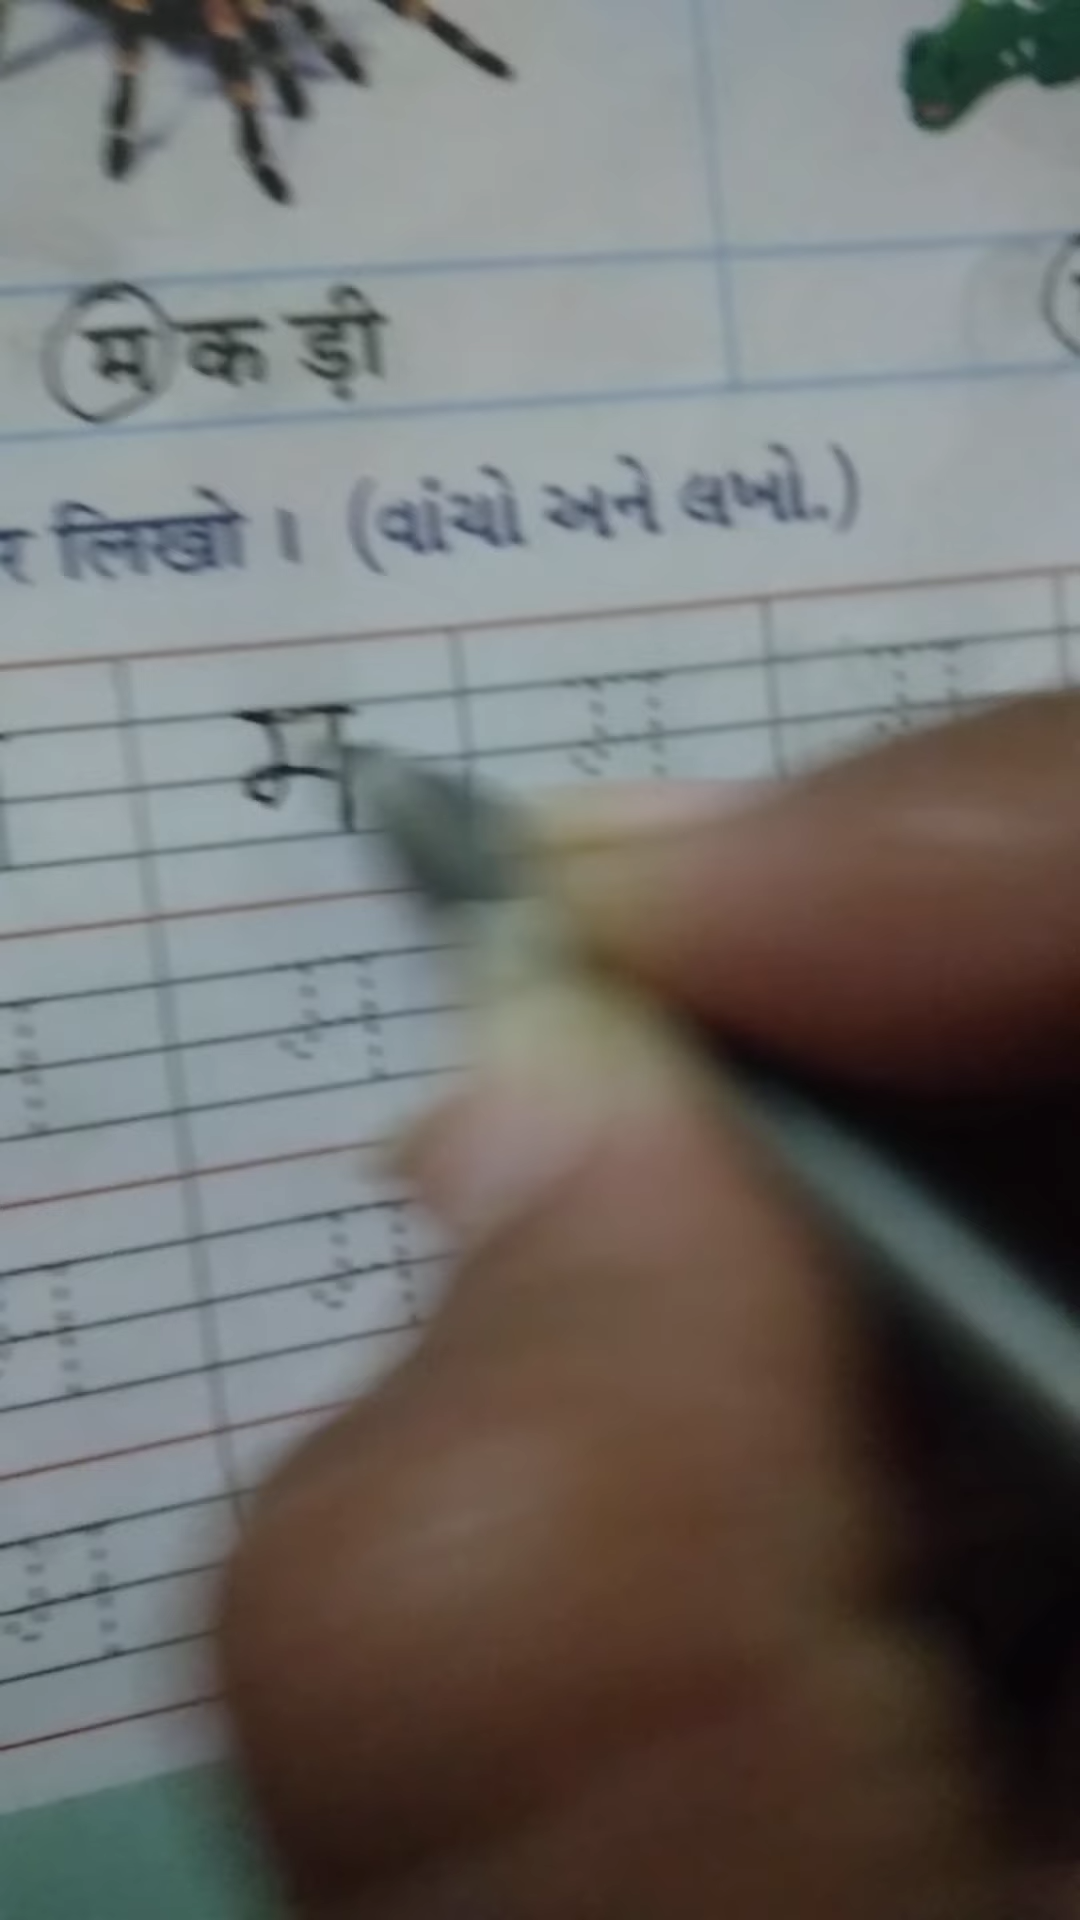 म क ड़ी
र लिखो । (વાંચો અને લખો.)
म